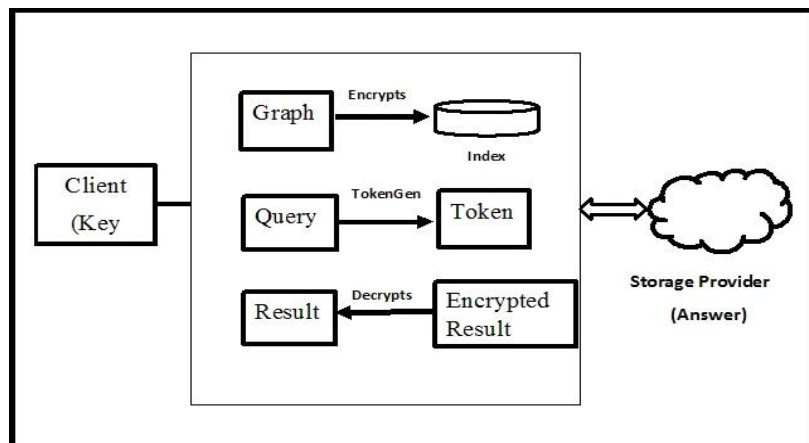 Client
(Key
Graph
Encrypts
Index
Query
TokenGen
Token
Result
Decrypts
Encrypted
Result
Storage Provider
(Answer)